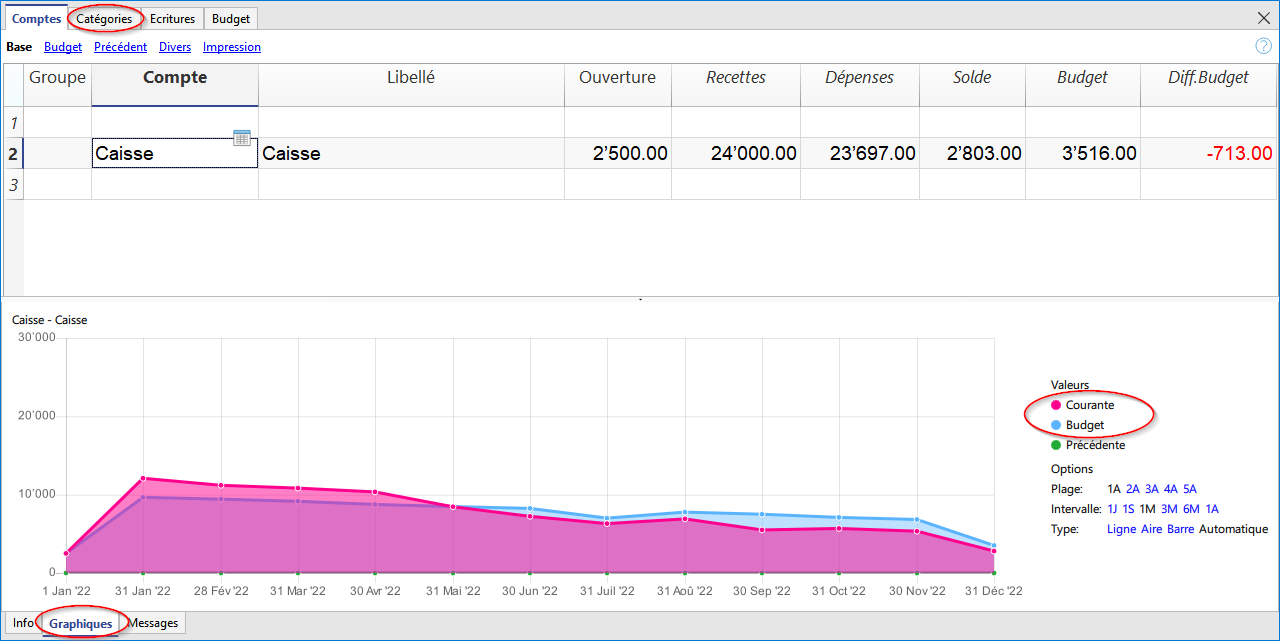 Comptes Catégories Ecritures Budget
Base Budget Précédent Divers Impression ?
Groupe Compte Libellé Ouverture Recettes Dépenses Solde Budget Diff.Budget
1
2 Caisse Caisse 2’500.00 24’000.00 23’697.00 2’803.00 3’516.00 -713.00
3
Caisse - Caisse
30'000
20'000
10'000
0
1 Jan '22 31 Jan '22 28 Fév '22 31 Mar '22 30 Avr '22 31 Mai '22 30 Jun '22 31 Juil '22 31 Aoû '22 30 Sep '22 31 Oct '22 30 Nov '22 31 Déc '22
Valeurs
Courante
Budget
Précédente
Options
Plage: 1A 2A 3A 4A 5A
Intervalle: 1J 1S 1M 3M 6M 1A
Type: Ligne Aire Barre Automatique
Info Graphiques Messages